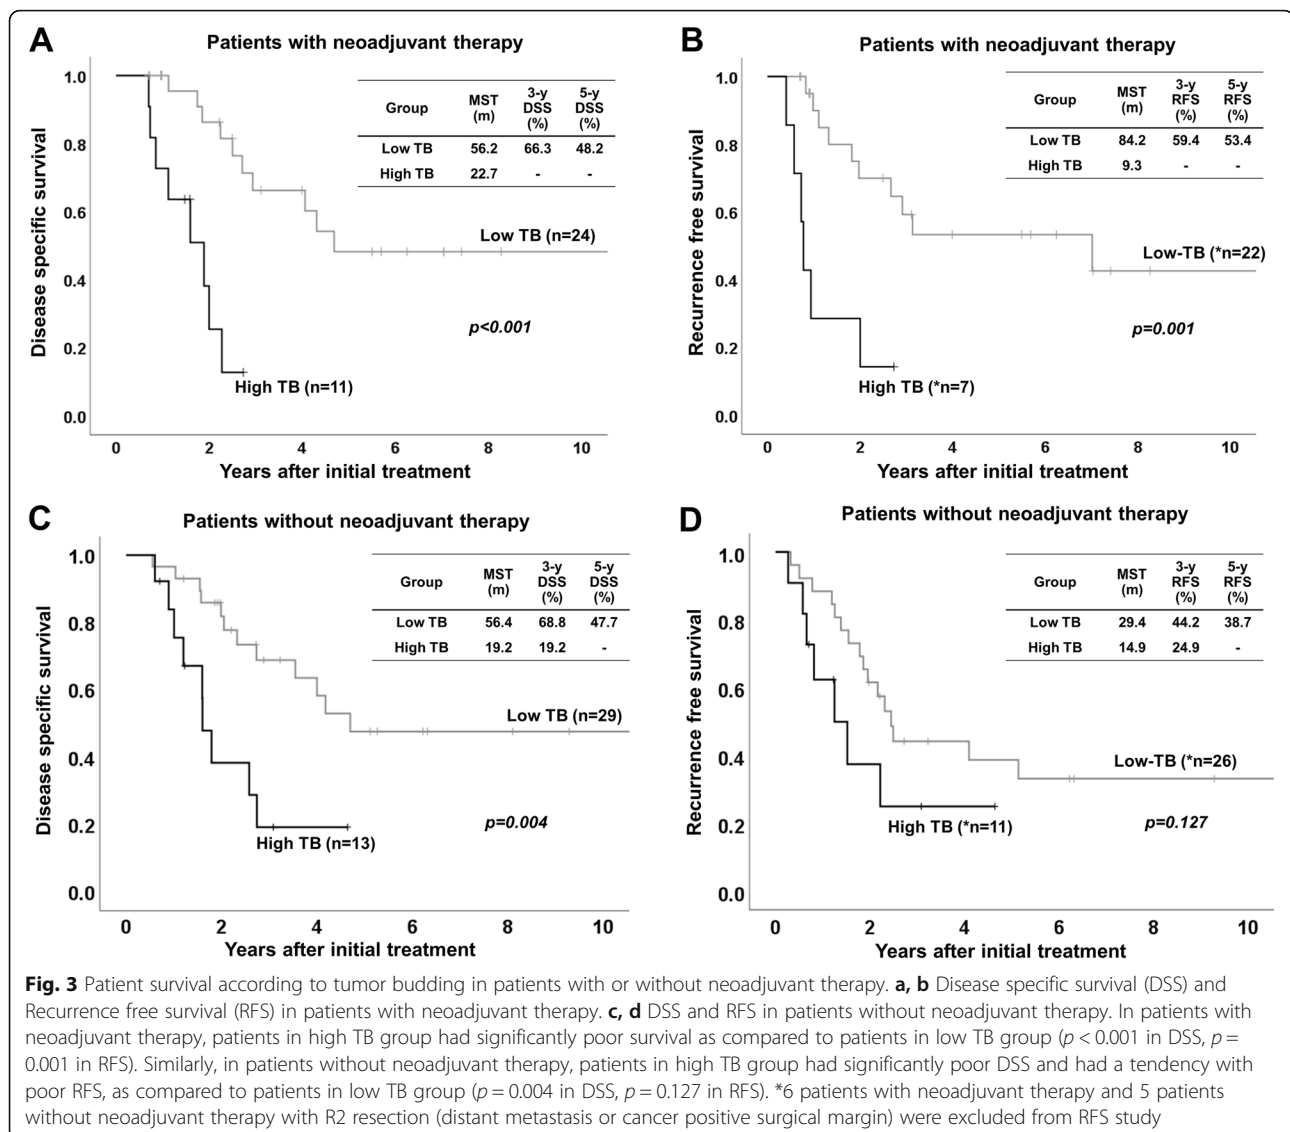 A
Patients with neoadjuvant therapy
Disease specific survival
1.0
0.8
0.6
0.4
0.2
0.0
Group MST (m) 3-y DSS (%) 5-y DSS (%)
Low TB 56.2 66.3 48.2
High TB 22.7 - -
Low TB (n=24)
p<0.001
High TB (n=11)
0 2 4 6 8 10
Years after initial treatment
B
Patients with neoadjuvant therapy
Recurrence free survival
1.0
0.8
0.6
0.4
0.2
0.0
Group MST (m) 3-y RFS (%) 5-y RFS (%)
Low TB 84.2 59.4 53.4
High TB 9.3 - -
Low-TB (*n=22)
p=0.001
High TB (*n=7)
0 2 4 6 8 10
Years after initial treatment
C
Patients without neoadjuvant therapy
Disease specific survival
1.0
0.8
0.6
0.4
0.2
0.0
Group MST (m) 3-y DSS (%) 5-y DSS (%)
Low TB 56.4 68.8 47.7
High TB 19.2 19.2 -
Low TB (n=29)
p=0.004
High TB (n=13)
0 2 4 6 8 10
Years after initial treatment
D
Patients without neoadjuvant therapy
Recurrence free survival
1.0
0.8
0.6
0.4
0.2
0.0
Group MST (m) 3-y RFS (%) 5-y RFS (%)
Low TB 29.4 44.2 38.7
High TB 14.9 24.9 -
Low-TB (*n=26)
p=0.127
High TB (*n=11)
0 2 4 6 8 10
Years after initial treatment
Fig. 3 Patient survival according to tumor budding in patients with or without neoadjuvant therapy. a, b Disease specific survival (DSS) and
Recurrence free survival (RFS) in patients with neoadjuvant therapy. c, d DSS and RFS in patients without neoadjuvant therapy. In patients with
neoadjuvant therapy, patients in high TB group had significantly poor survival as compared to patients in low TB group (p < 0.001 in DSS, p =
0.001 in RFS). Similarly, in patients without neoadjuvant therapy, patients in high TB group had significantly poor DSS and had a tendency with
poor RFS, as compared to patients in low TB group (p = 0.004 in DSS, p = 0.127 in RFS). *6 patients with neoadjuvant therapy and 5 patients
without neoadjuvant therapy with R2 resection (distant metastasis or cancer positive surgical margin) were excluded from RFS study